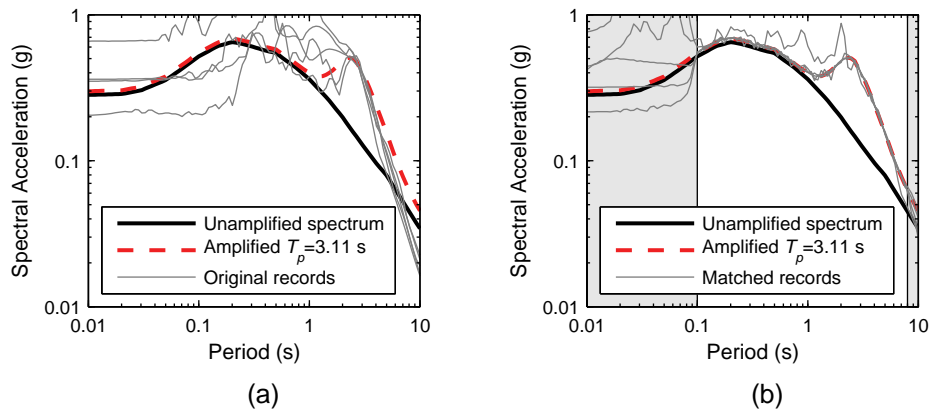 1
0.1
0.01
0.01
0.1
1
10
Spectral Acceleration (g)
Period (s)
Unamplified spectrum
Amplified T_p=3.11 s
Original records
(a)
1
0.1
0.01
0.01
0.1
1
10
Spectral Acceleration (g)
Period (s)
Unamplified spectrum
Amplified T_p=3.11 s
Matched records
(b)